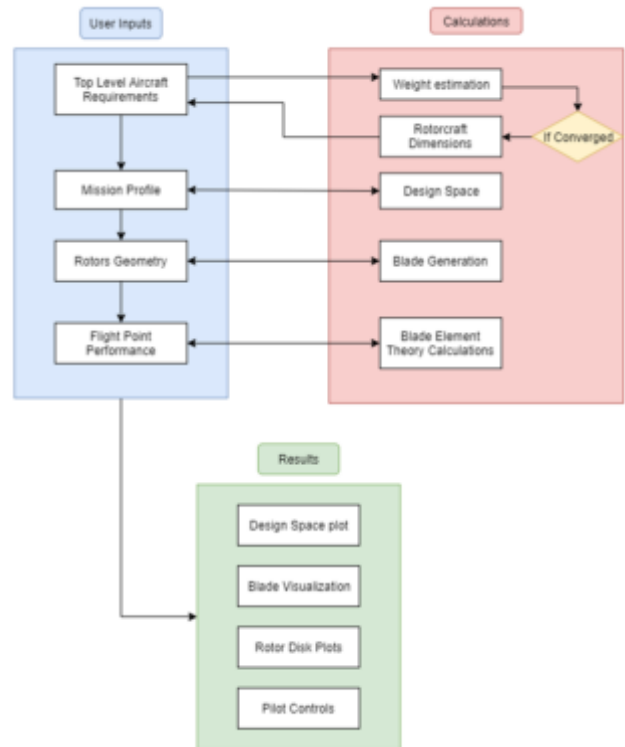 User Inputs
Calculations
Top Level Aircraft
Requirements
Weight estimation
Rotorcraft
Dimensions
If Converged
Mission Profile
Design Space
Rotors Geometry
Blade Generation
Flight Point
Performance
Blade Element
Theory Calculations
Results
Design Space plot
Blade Visualization
Rotor Disk Plots
Pilot Controls